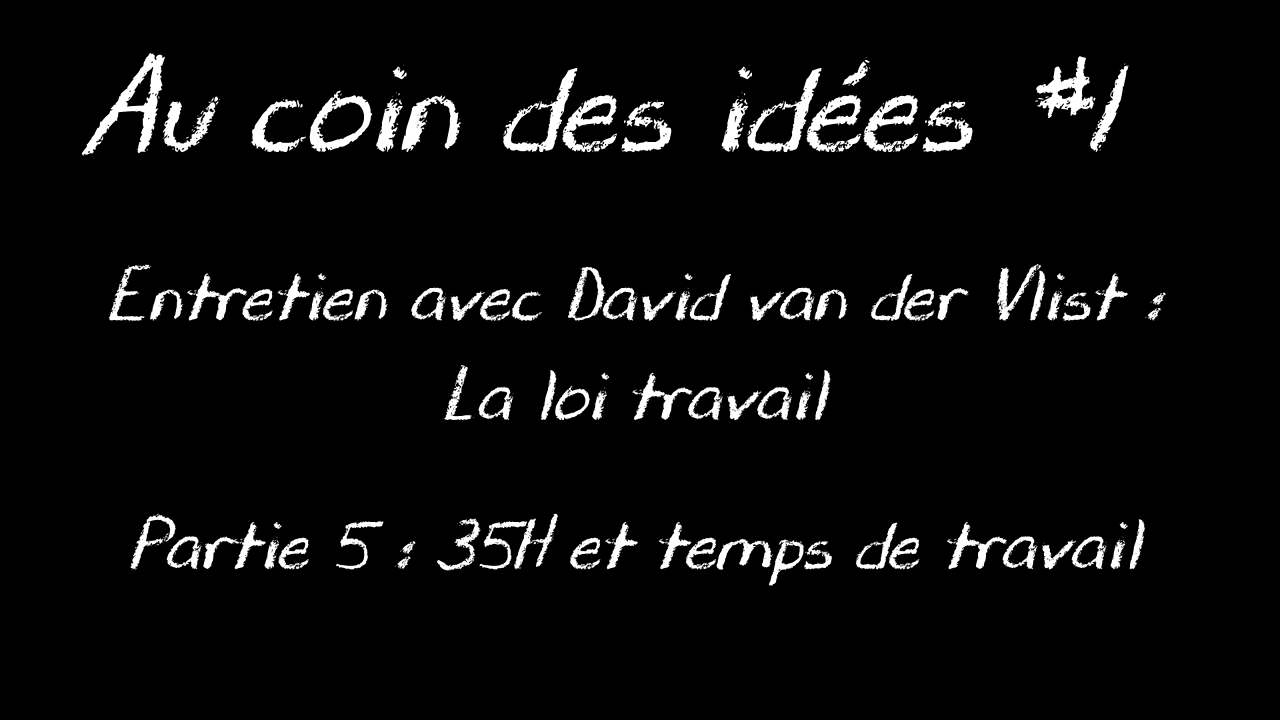 Au coin des idées #1
Entretien avec David van der Vlist :
La loi travail
Partie 5 : 35H et temps de travail